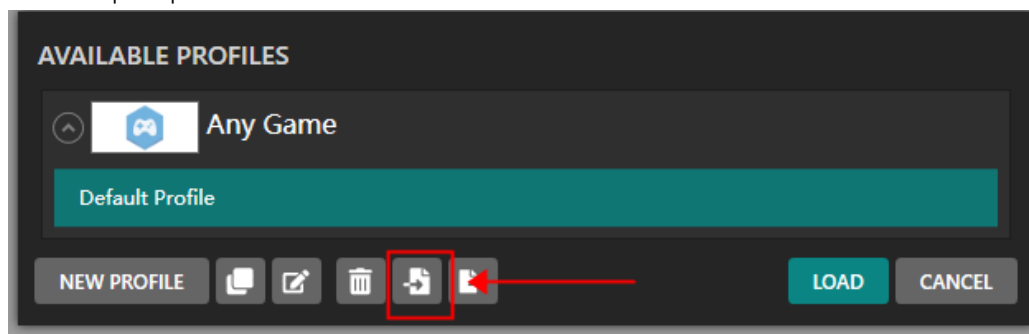 AVAILABLE PROFILES
Any Game
Default Profile
NEW PROFILE
LOAD
CANCEL